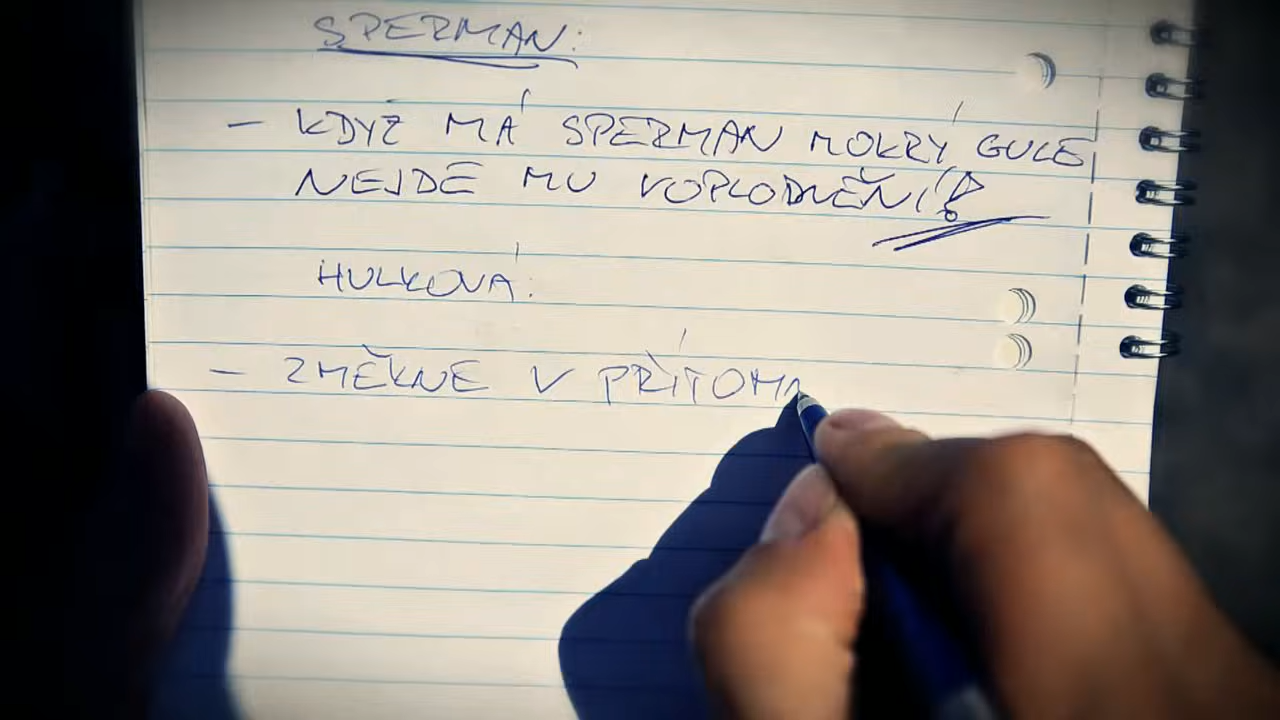 SPERMAN:
- KDYŽ MÁ SPERMAN MOKRÝ GULE
NEJDE MU VOPLODNĚNÍ!
HULKOVÁ:
- ZMĚKNE V PŘÍTOMN